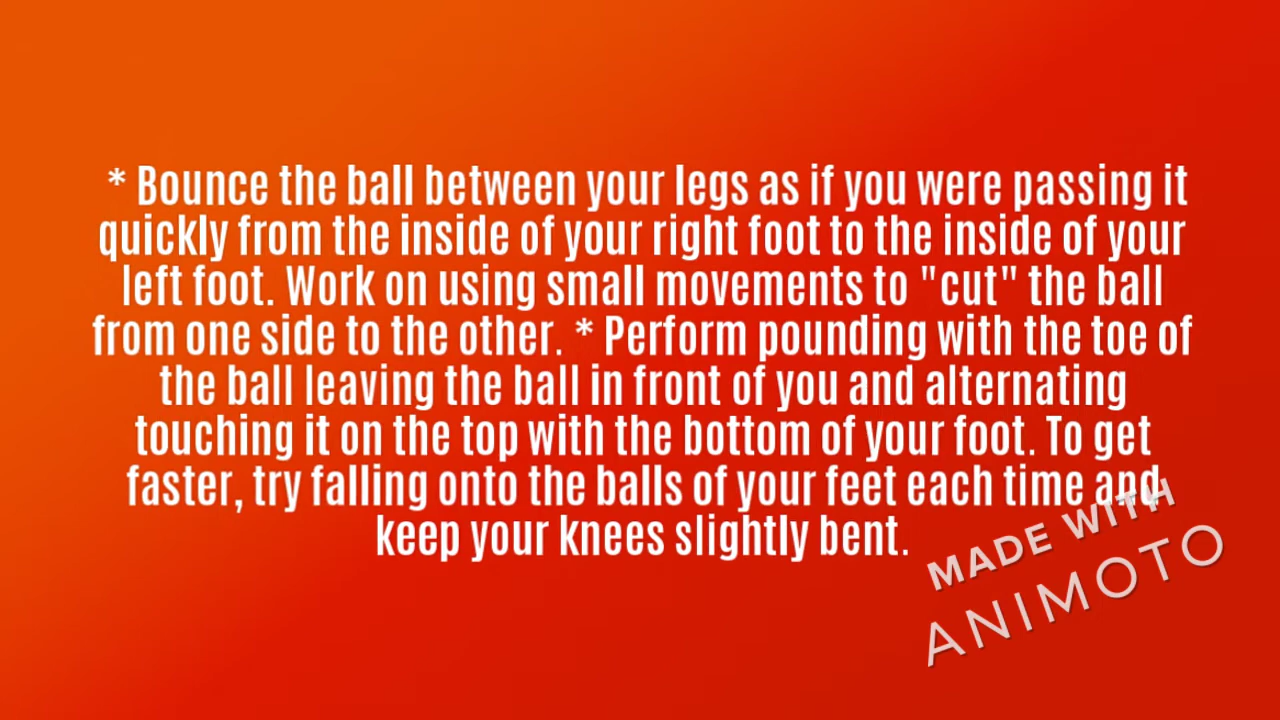 * Bounce the ball between your legs as if you were passing it
quickly from the inside of your right foot to the inside of your
left foot. Work on using small movements to "cut" the ball
from one side to the other. * Perform pounding with the toe of
the ball leaving the ball in front of you and alternating
touching it on the top with the bottom of your foot. To get
faster, try falling onto the balls of your feet each time and
keep your knees slightly bent.
MADE WITH
ANIMOTO